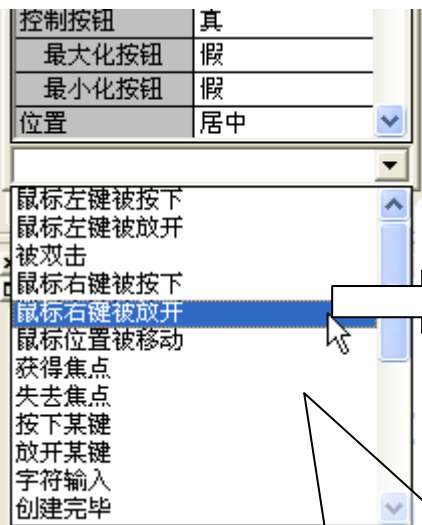 控制按钮 真
最大化按钮 假
最小化按钮 假
位置 居中
鼠标左键被按下
鼠标左键被放开
被双击
鼠标右键被按下
鼠标右键被放开
鼠标位置被移动
获得焦点
失去焦点
按下某键
放开某键
字符输入
创建完毕